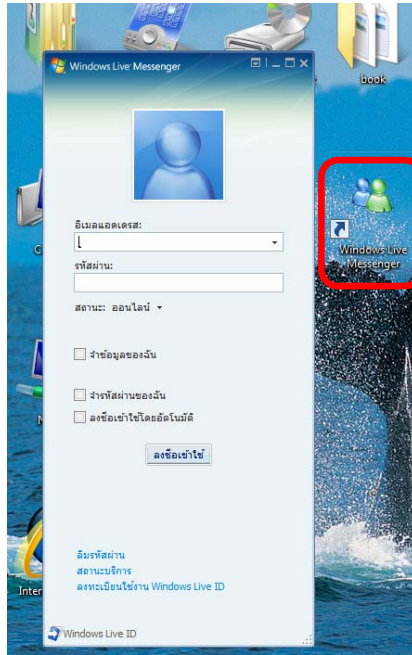 Windows Live Messenger
book
อีเมลแอดเดรส:
Windows Live
Messenger
รหัสผ่าน:
สถานะ: ออนไลน์
จำข้อมูลของฉัน
จำรหัสผ่านของฉัน
ลงชื่อเข้าใช้โดยอัตโนมัติ
ลงชื่อเข้าใช้
ลืมรหัสผ่าน
สถานะบริการ
ลงทะเบียนใช้งาน Windows Live ID
Inter
Windows Live ID